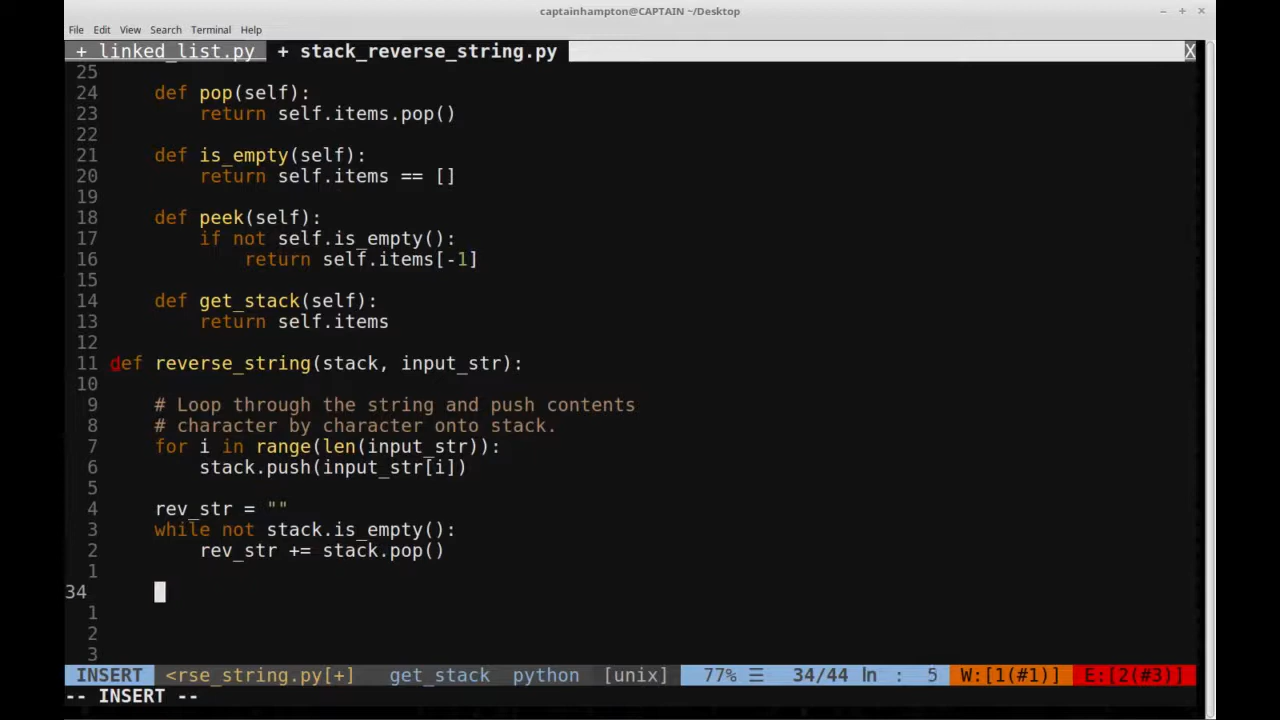 captainhampton@CAPTAIN ~/Desktop
File Edit View Search Terminal Help
+ linked_list.py + stack_reverse_string.py X
25
24 def pop(self):
23 return self.items.pop()
22
21 def is_empty(self):
20 return self.items == []
19
18 def peek(self):
17 if not self.is_empty():
16 return self.items[-1]
15
14 def get_stack(self):
13 return self.items
12
11 def reverse_string(stack, input_str):
10
9 # Loop through the string and push contents
8 # character by character onto stack.
7 for i in range(len(input_str)):
6 stack.push(input_str[i])
5
4 rev_str = ""
3 while not stack.is_empty():
2 rev_str += stack.pop()
1
34
1
2
3
INSERT <rse_string.py[+] get_stack python [unix] 77% ☰ 34/44 ln : 5 W:[1(#1)] E:[2(#3)]
-- INSERT --